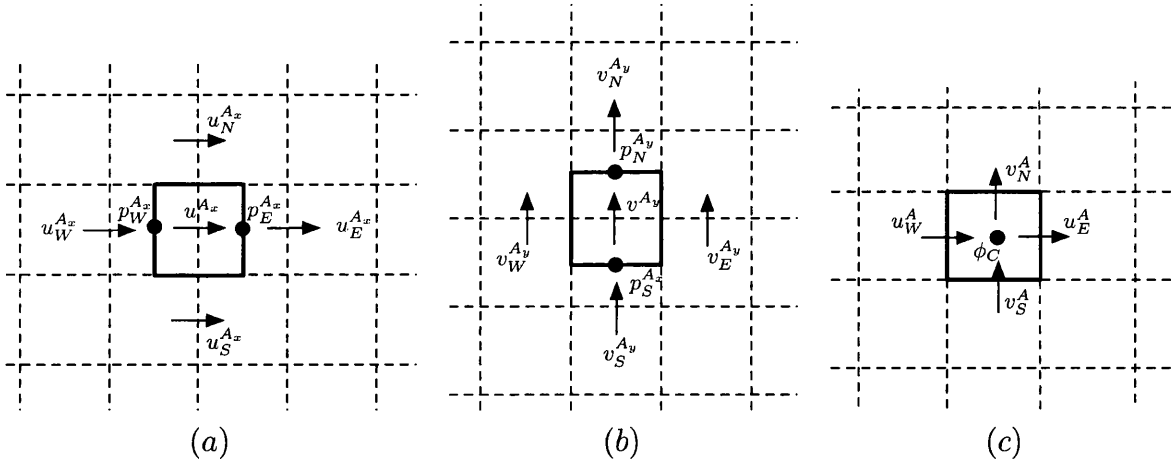 u_N^{A_x}
p_W^{A_x} u^{A_x} p_E^{A_x}
u_W^{A_x} u_E^{A_x}
u_S^{A_x}
(a)
v_N^{A_y}
p_N^{A_y}
v^{A_y}
v_W^{A_y} v_E^{A_y}
p_S^{A_x}
v_S^{A_y}
(b)
v_N^A
u_W^A u_E^A
ϕ_C
v_S^A
(c)